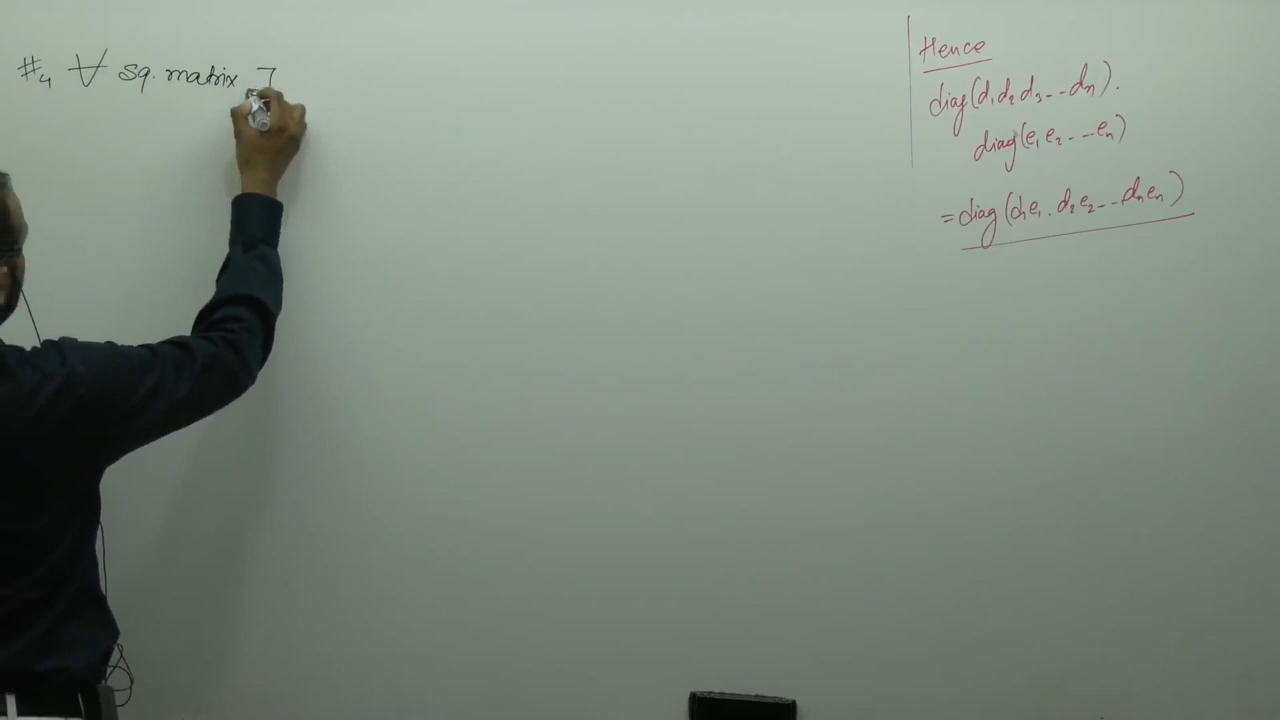 #4 ∀ sq. matrix
Hence
diag(d1 d2 d3 -- dn).
diag(e1 e2 --- en)
= diag(d1e1. d2e2 -- . dnen)